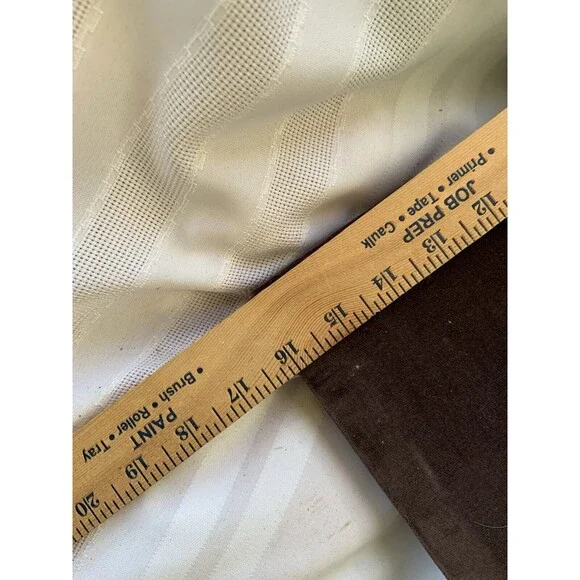 • Primer • Tape • Caulk
JOB PREP
12 13 14 15 16 17 18 19 20
• Brush • Roller • Tray
PAINT